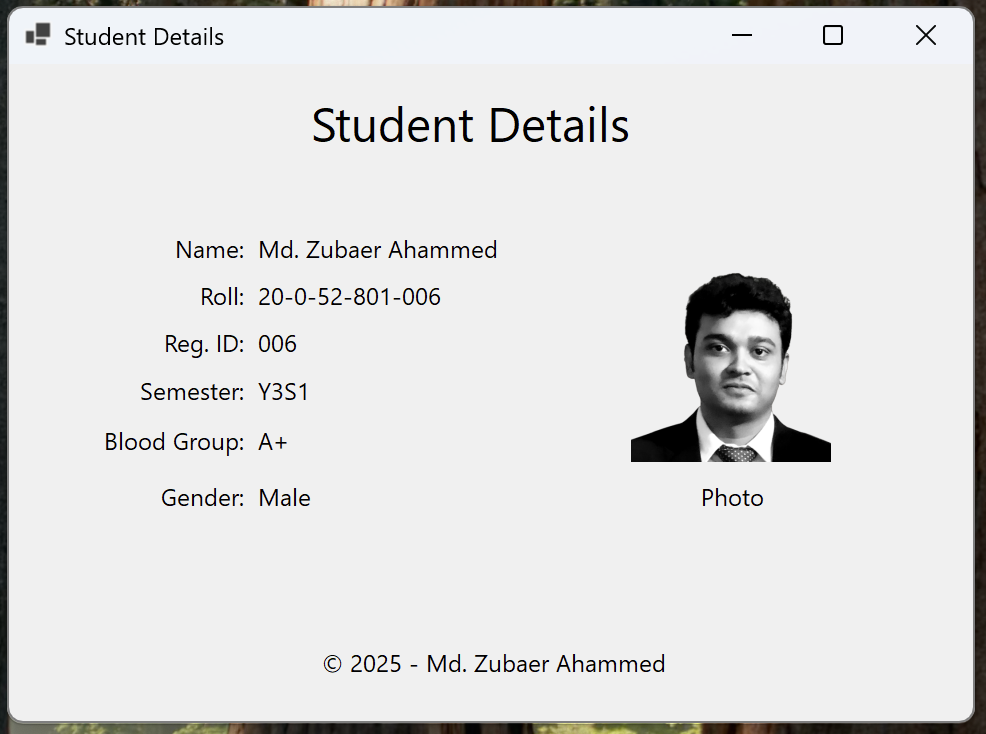 Student Details
Student Details
Name: Md. Zubaer Ahammed
Roll: 20-0-52-801-006
Reg. ID: 006
Semester: Y3S1
Blood Group: A+
Gender: Male
Photo
© 2025 - Md. Zubaer Ahammed